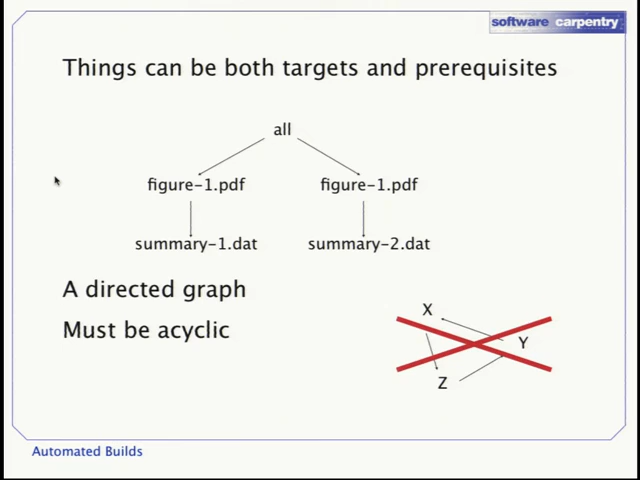 software carpentry
Things can be both targets and prerequisites
all
figure-1.pdf figure-1.pdf
summary-1.dat summary-2.dat
A directed graph
Must be acyclic
X
Y
Z
Automated Builds